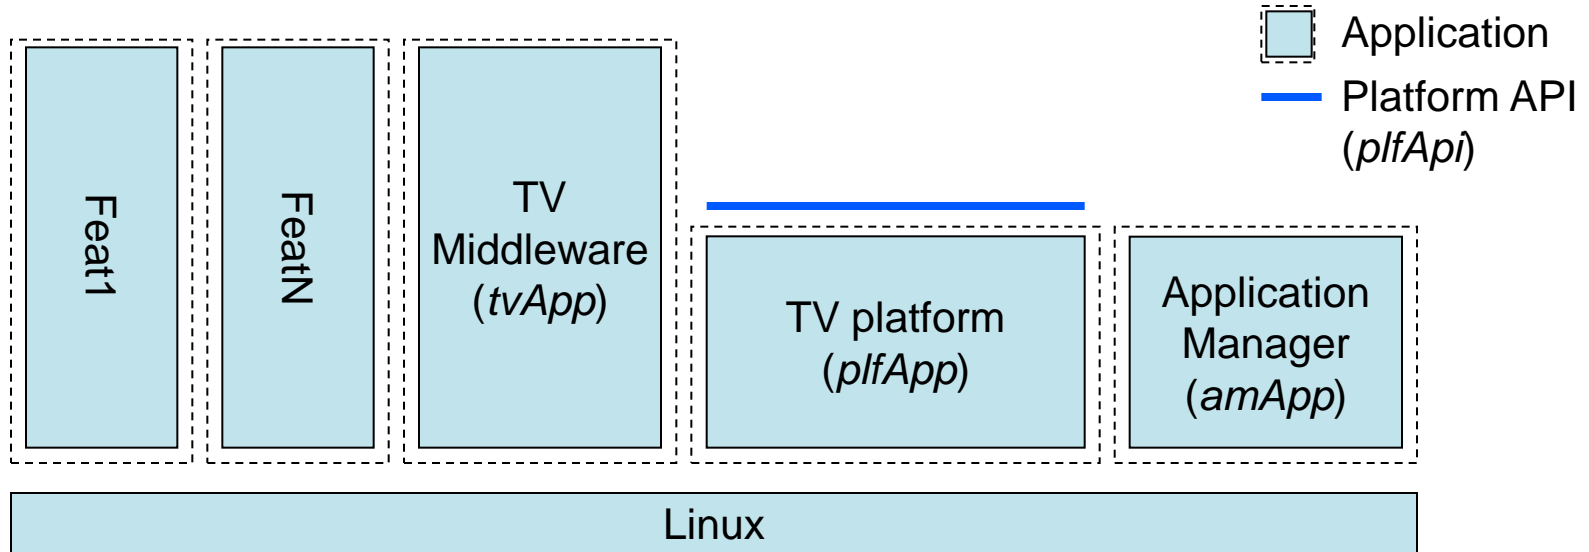 Application
Platform API
(plfApi)
Feat1
FeatN
TV
Middleware
(tvApp)
TV platform
(plfApp)
Application
Manager
(amApp)
Linux